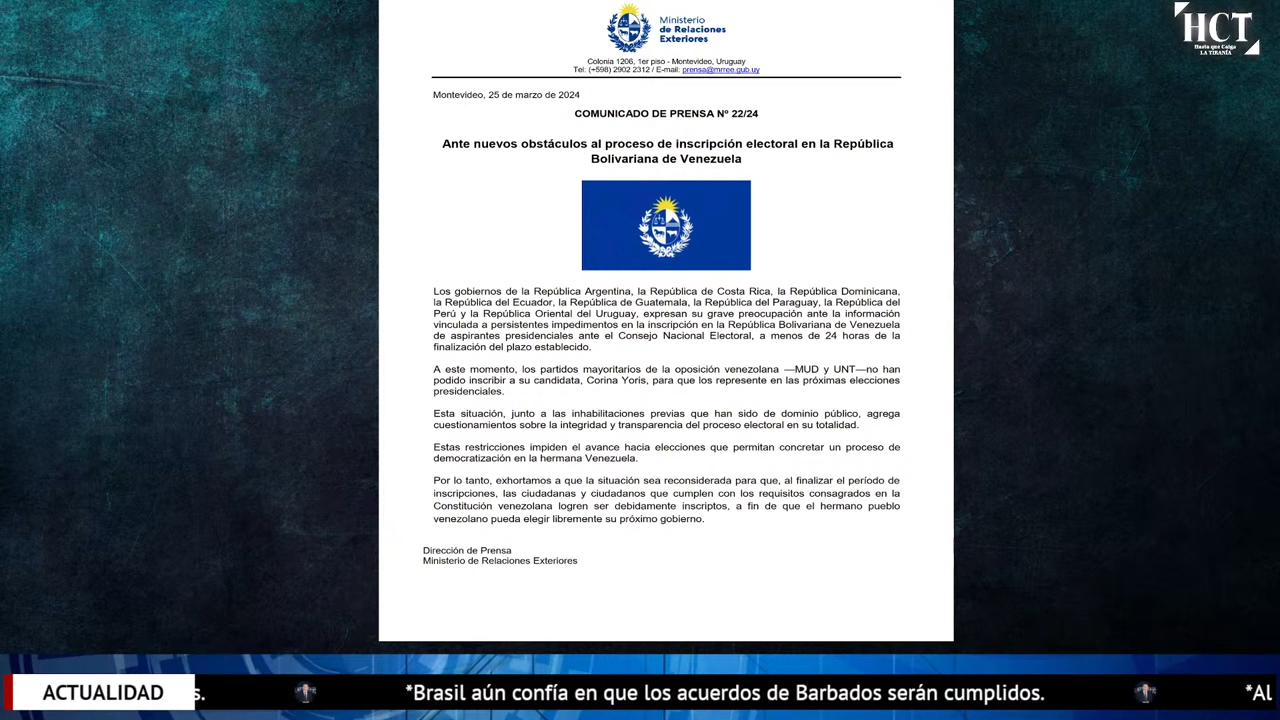 Ministerio
de Relaciones
Exteriores
HCT
Hasta que Caiga
LA TIRANÍA
Colonia 1206, 1er piso - Montevideo, Uruguay
Tel: (+598) 2902 2312 / E-mail: prensa@mrree.gub.uy
Montevideo, 25 de marzo de 2024
COMUNICADO DE PRENSA Nº 22/24
Ante nuevos obstáculos al proceso de inscripción electoral en la República
Bolivariana de Venezuela
Los gobiernos de la República Argentina, la República de Costa Rica, la República Dominicana,
la República del Ecuador, la República de Guatemala, la República del Paraguay, la República del
Perú y la República Oriental del Uruguay, expresan su grave preocupación ante la información
vinculada a persistentes impedimentos en la inscripción en la República Bolivariana de Venezuela
de aspirantes presidenciales ante el Consejo Nacional Electoral, a menos de 24 horas de la
finalización del plazo establecido.
A este momento, los partidos mayoritarios de la oposición venezolana —MUD y UNT—no han
podido inscribir a su candidata, Corina Yoris, para que los represente en las próximas elecciones
presidenciales.
Esta situación, junto a las inhabilitaciones previas que han sido de dominio público, agrega
cuestionamientos sobre la integridad y transparencia del proceso electoral en su totalidad.
Estas restricciones impiden el avance hacia elecciones que permitan concretar un proceso de
democratización en la hermana Venezuela.
Por lo tanto, exhortamos a que la situación sea reconsiderada para que, al finalizar el período de
inscripciones, las ciudadanas y ciudadanos que cumplen con los requisitos consagrados en la
Constitución venezolana logren ser debidamente inscriptos, a fin de que el hermano pueblo
venezolano pueda elegir libremente su próximo gobierno.
Dirección de Prensa
Ministerio de Relaciones Exteriores
ACTUALIDAD s. *Brasil aún confía en que los acuerdos de Barbados serán cumplidos. *Al